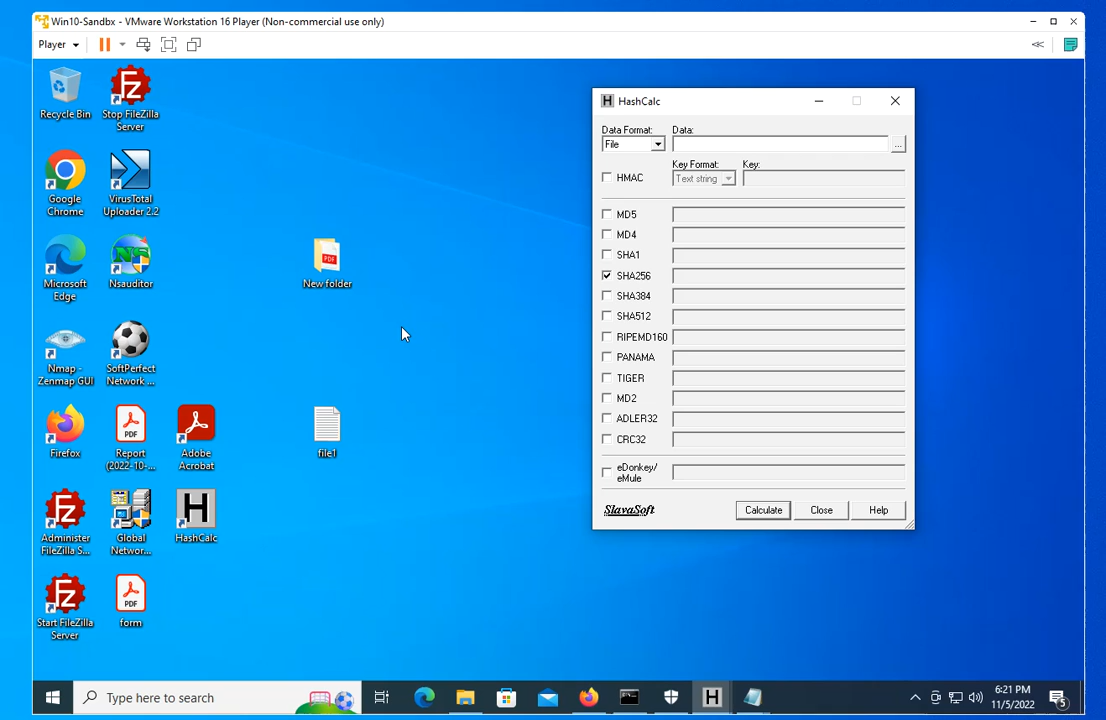 Win10-Sandbx - VMware Workstation 16 Player (Non-commercial use only)
Player
Recycle Bin
Stop FileZilla
Server
Google
Chrome
VirusTotal
Uploader 2.2
Microsoft
Edge
Nsauditor
Nmap -
Zenmap GUI
SoftPerfect
Network ...
Firefox
PDF
Report
(2022-10-...
Adobe
Acrobat
Administer
FileZilla S...
Global
Networ...
HashCalc
Start FileZilla
Server
PDF
form
PDF
New folder
file1
H HashCalc
Data Format:
Data:
File
...
HMAC
Key Format:
Key:
Text string
MD5
MD4
SHA1
SHA256
SHA384
SHA512
RIPEMD160
PANAMA
TIGER
MD2
ADLER32
CRC32
eDonkey/
eMule
SlavaSoft
Calculate
Close
Help
Type here to search
6:21 PM
11/5/2022
5